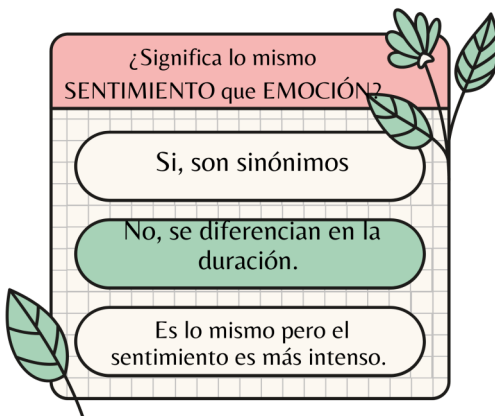 ¿Significa lo mismo
SENTIMIENTO que EMOCIÓN?
Si, son sinónimos
No, se diferencian en la
duración.
Es lo mismo pero el
sentimiento es más intenso.